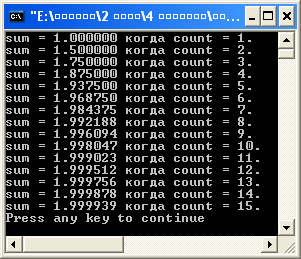 "E:\□□□□□□□\2 □□□□\4 □□□□□□□\□□...
sum = 1.000000 когда count = 1.
sum = 1.500000 когда count = 2.
sum = 1.750000 когда count = 3.
sum = 1.875000 когда count = 4.
sum = 1.937500 когда count = 5.
sum = 1.968750 когда count = 6.
sum = 1.984375 когда count = 7.
sum = 1.992188 когда count = 8.
sum = 1.996094 когда count = 9.
sum = 1.998047 когда count = 10.
sum = 1.999023 когда count = 11.
sum = 1.999512 когда count = 12.
sum = 1.999756 когда count = 13.
sum = 1.999878 когда count = 14.
sum = 1.999939 когда count = 15.
Press any key to continue